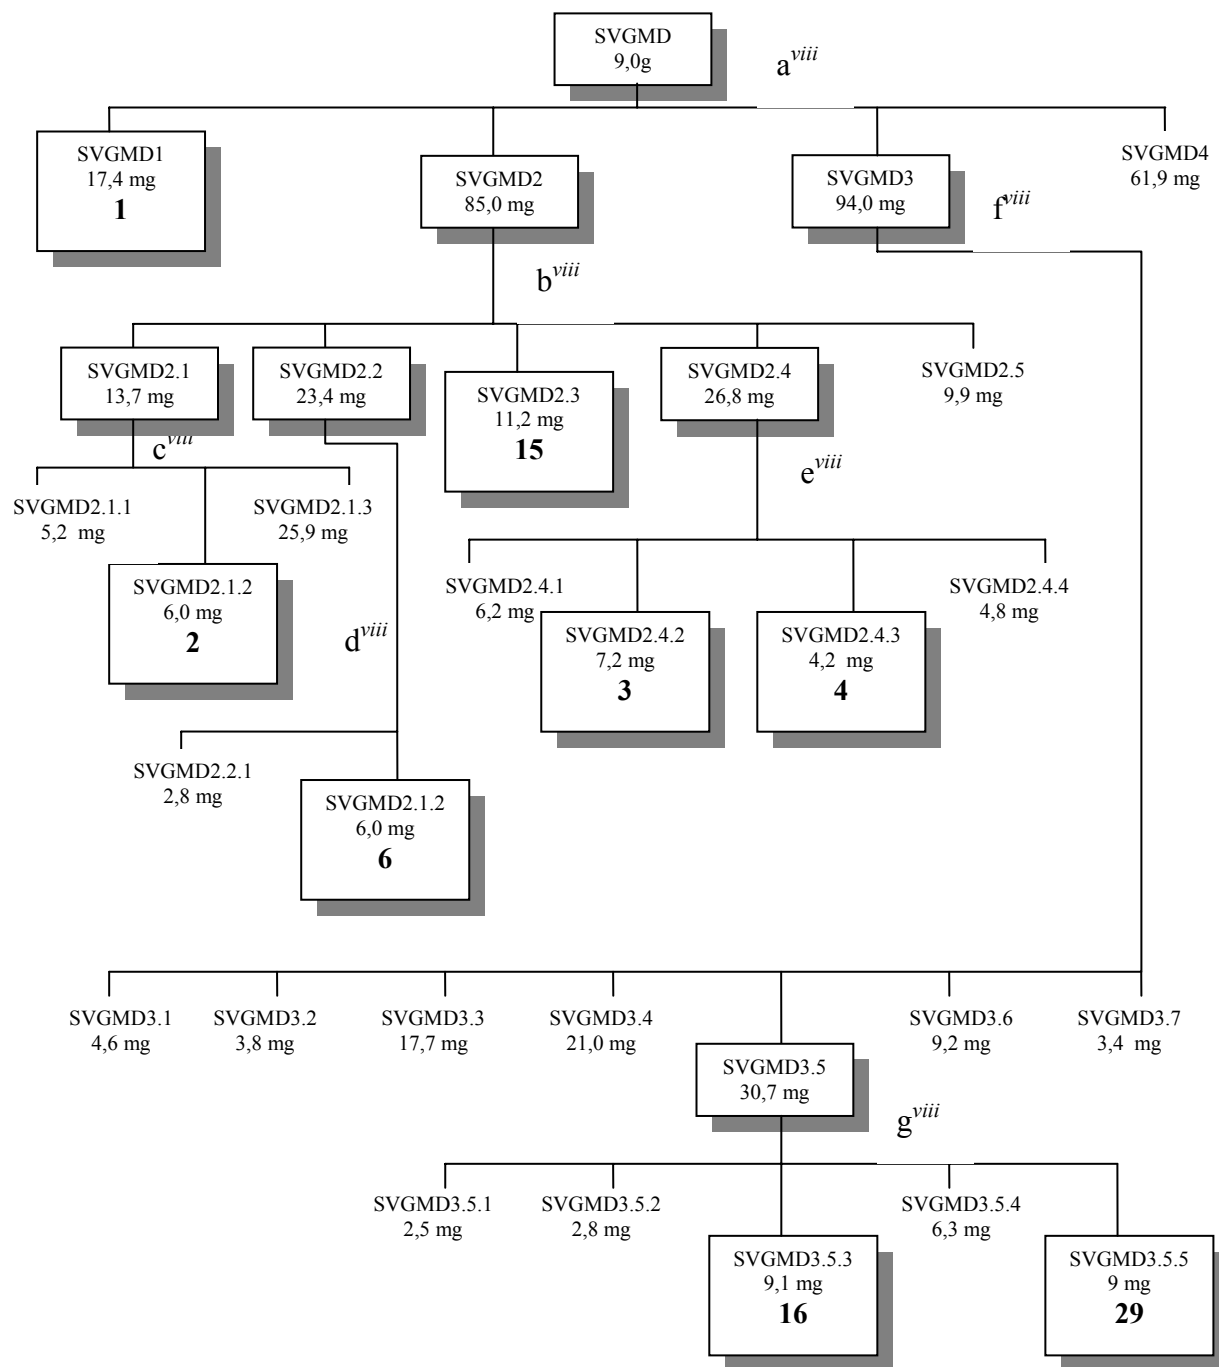 SVGMD
9,0g
a viii
SVGMD1
17,4 mg
1
SVGMD2
85,0 mg
SVGMD3
94,0 mg
SVGMD4
61,9 mg
f viii
b viii
SVGMD2.1
13,7 mg
SVGMD2.2
23,4 mg
SVGMD2.3
11,2 mg
15
SVGMD2.4
26,8 mg
SVGMD2.5
9,9 mg
c viii
e viii
SVGMD2.1.1
5,2 mg
SVGMD2.1.2
6,0 mg
2
SVGMD2.1.3
25,9 mg
d viii
SVGMD2.4.1
6,2 mg
SVGMD2.4.2
7,2 mg
3
SVGMD2.4.3
4,2 mg
4
SVGMD2.4.4
4,8 mg
SVGMD2.2.1
2,8 mg
SVGMD2.1.2
6,0 mg
6
SVGMD3.1
4,6 mg
SVGMD3.2
3,8 mg
SVGMD3.3
17,7 mg
SVGMD3.4
21,0 mg
SVGMD3.5
30,7 mg
SVGMD3.6
9,2 mg
SVGMD3.7
3,4 mg
g viii
SVGMD3.5.1
2,5 mg
SVGMD3.5.2
2,8 mg
SVGMD3.5.3
9,1 mg
16
SVGMD3.5.4
6,3 mg
SVGMD3.5.5
9 mg
29